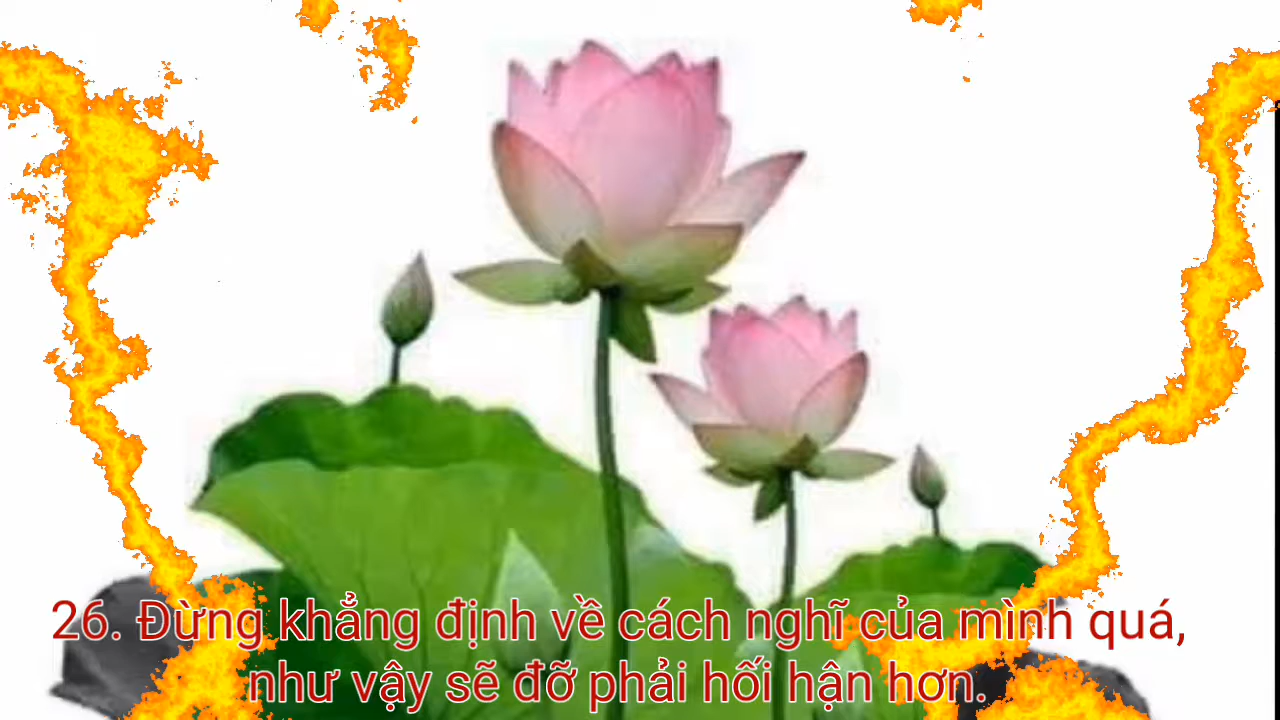 26. Đừng khẳng định về cách nghĩ của mình quá,
như vậy sẽ đỡ phải hối hận hơn.